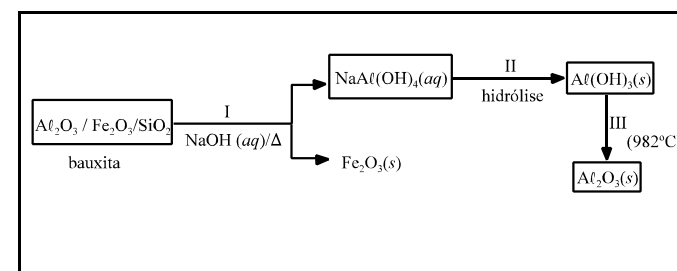 Aℓ₂O₃ / Fe₂O₃/SiO₂
bauxita
I
NaOH (aq)/Δ
NaAℓ(OH)₄(aq)
Fe₂O₃(s)
II
hidrólise
Aℓ(OH)₃(s)
III
(982ºC
Aℓ₂O₃(s)